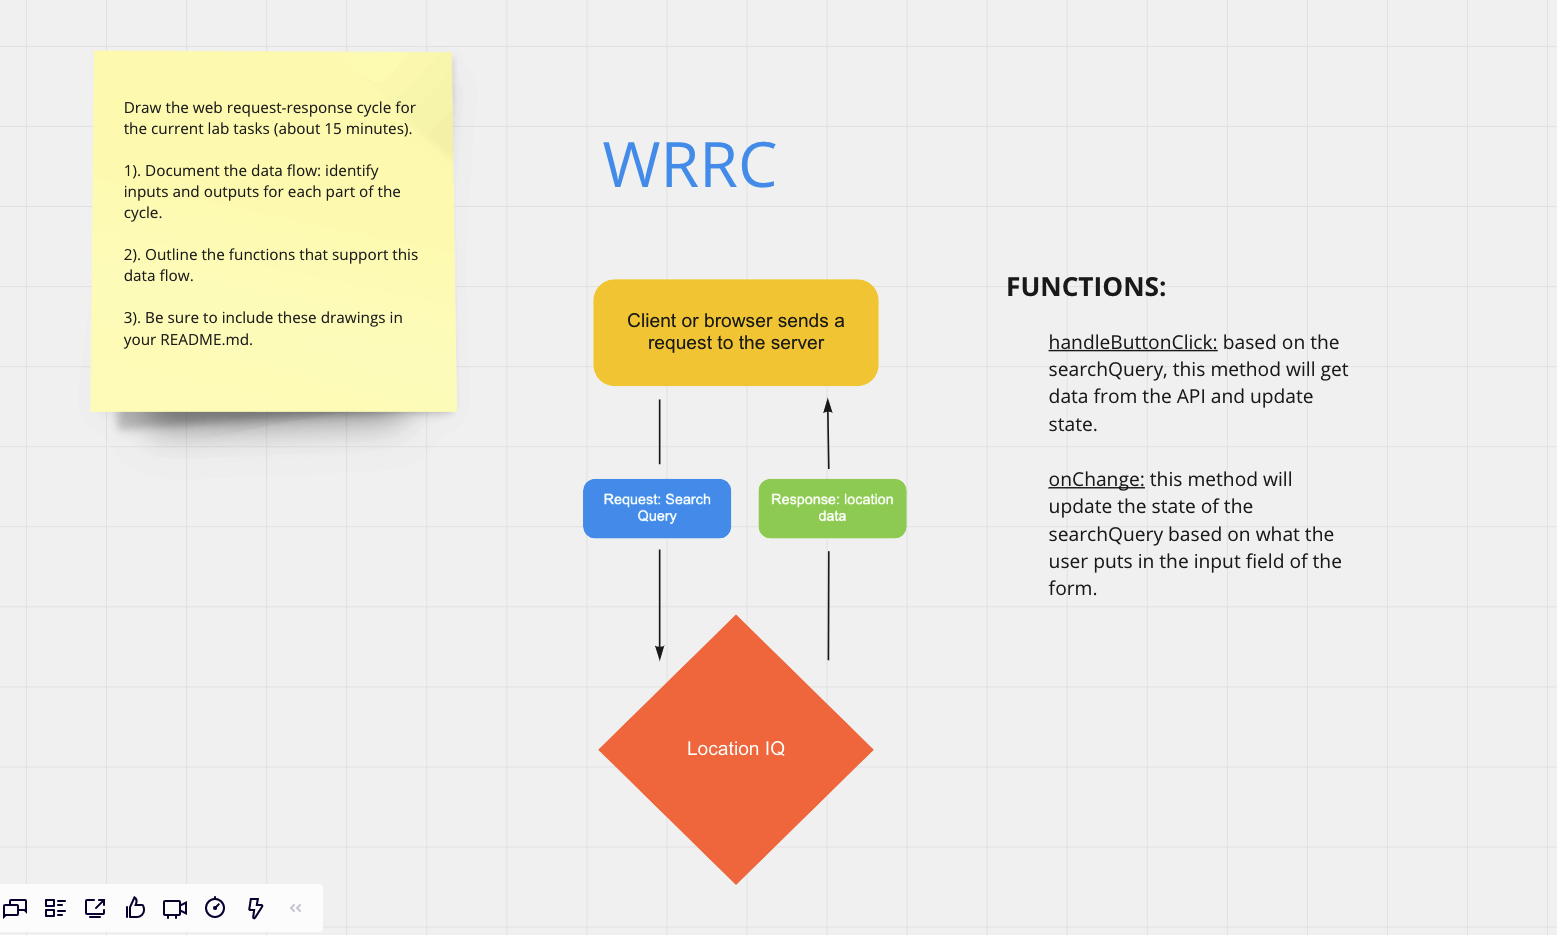 Draw the web request-response cycle for
the current lab tasks (about 15 minutes).
1). Document the data flow: identify
inputs and outputs for each part of the
cycle.
2). Outline the functions that support this
data flow.
3). Be sure to include these drawings in
your README.md.
WRRC
Client or browser sends a
request to the server
Request: Search
Query
Response: location
data
Location IQ
FUNCTIONS:
handleButtonClick: based on the
searchQuery, this method will get
data from the API and update
state.
onChange: this method will
update the state of the
searchQuery based on what the
user puts in the input field of the
form.